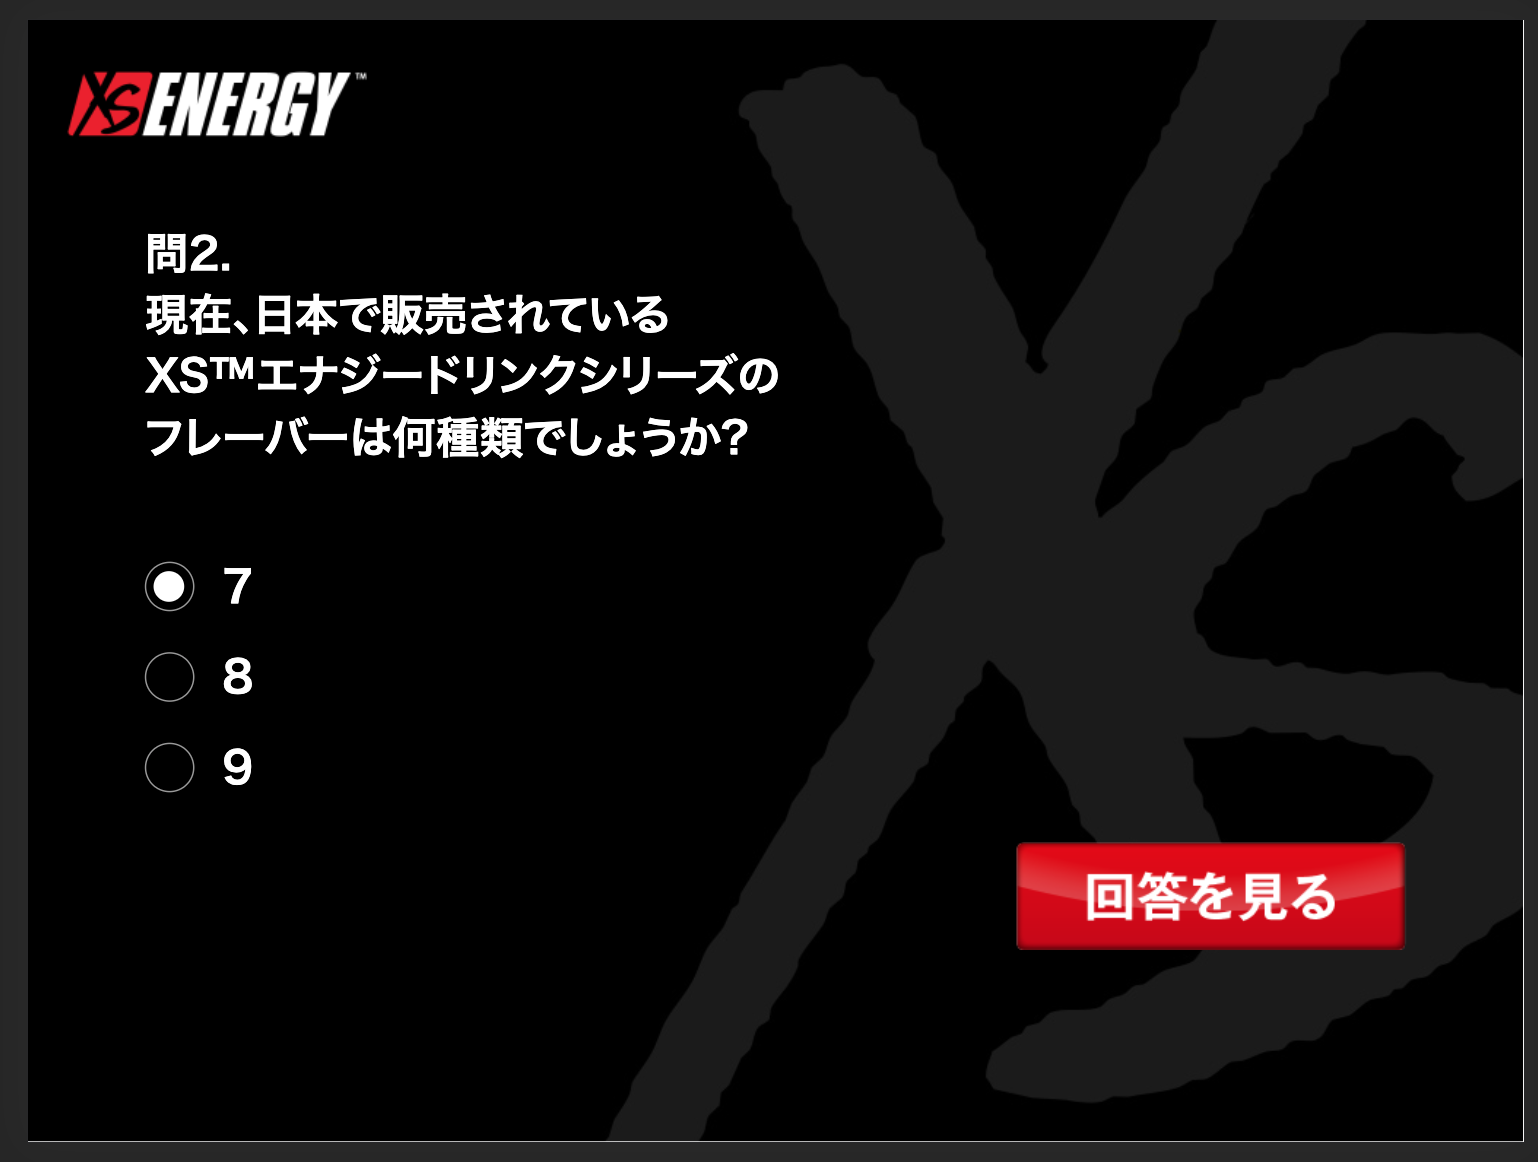 XSENERGY™
問2.
現在、日本で販売されている
XS™エナジードリンクシリーズの
フレーバーは何種類でしょうか?
7
8
9
回答を見る